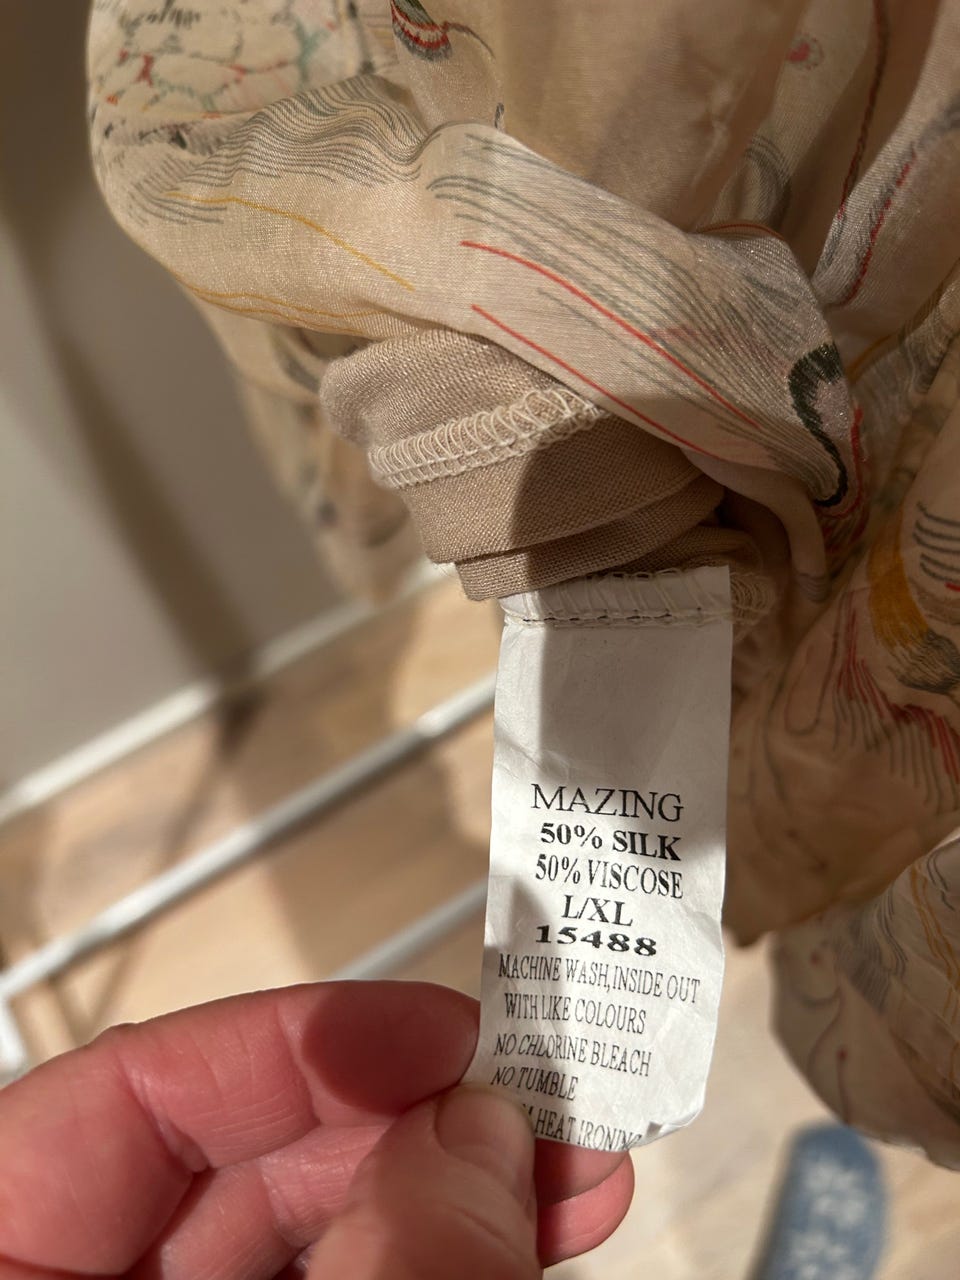 MAZING
50% SILK
50% VISCOSE
L/XL
15488
MACHINE WASH,INSIDE OUT
WITH LIKE COLOURS
NO CHLORINE BLEACH
NO TUMBLE
HEAT IRONING